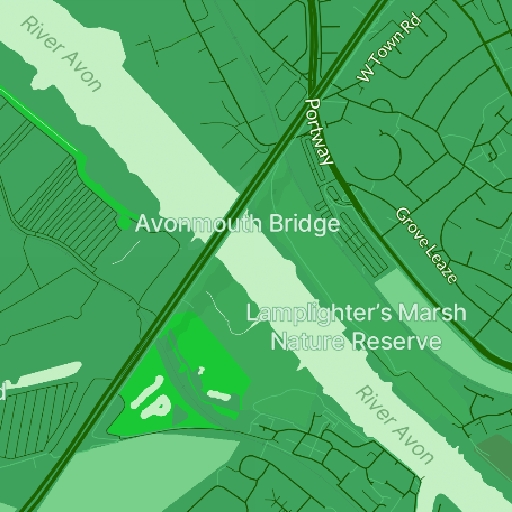 River Avon
W Town Rd
Portway
Avonmouth Bridge
Grove Leaze
Lamplighter's Marsh
Nature Reserve
d
River Avon